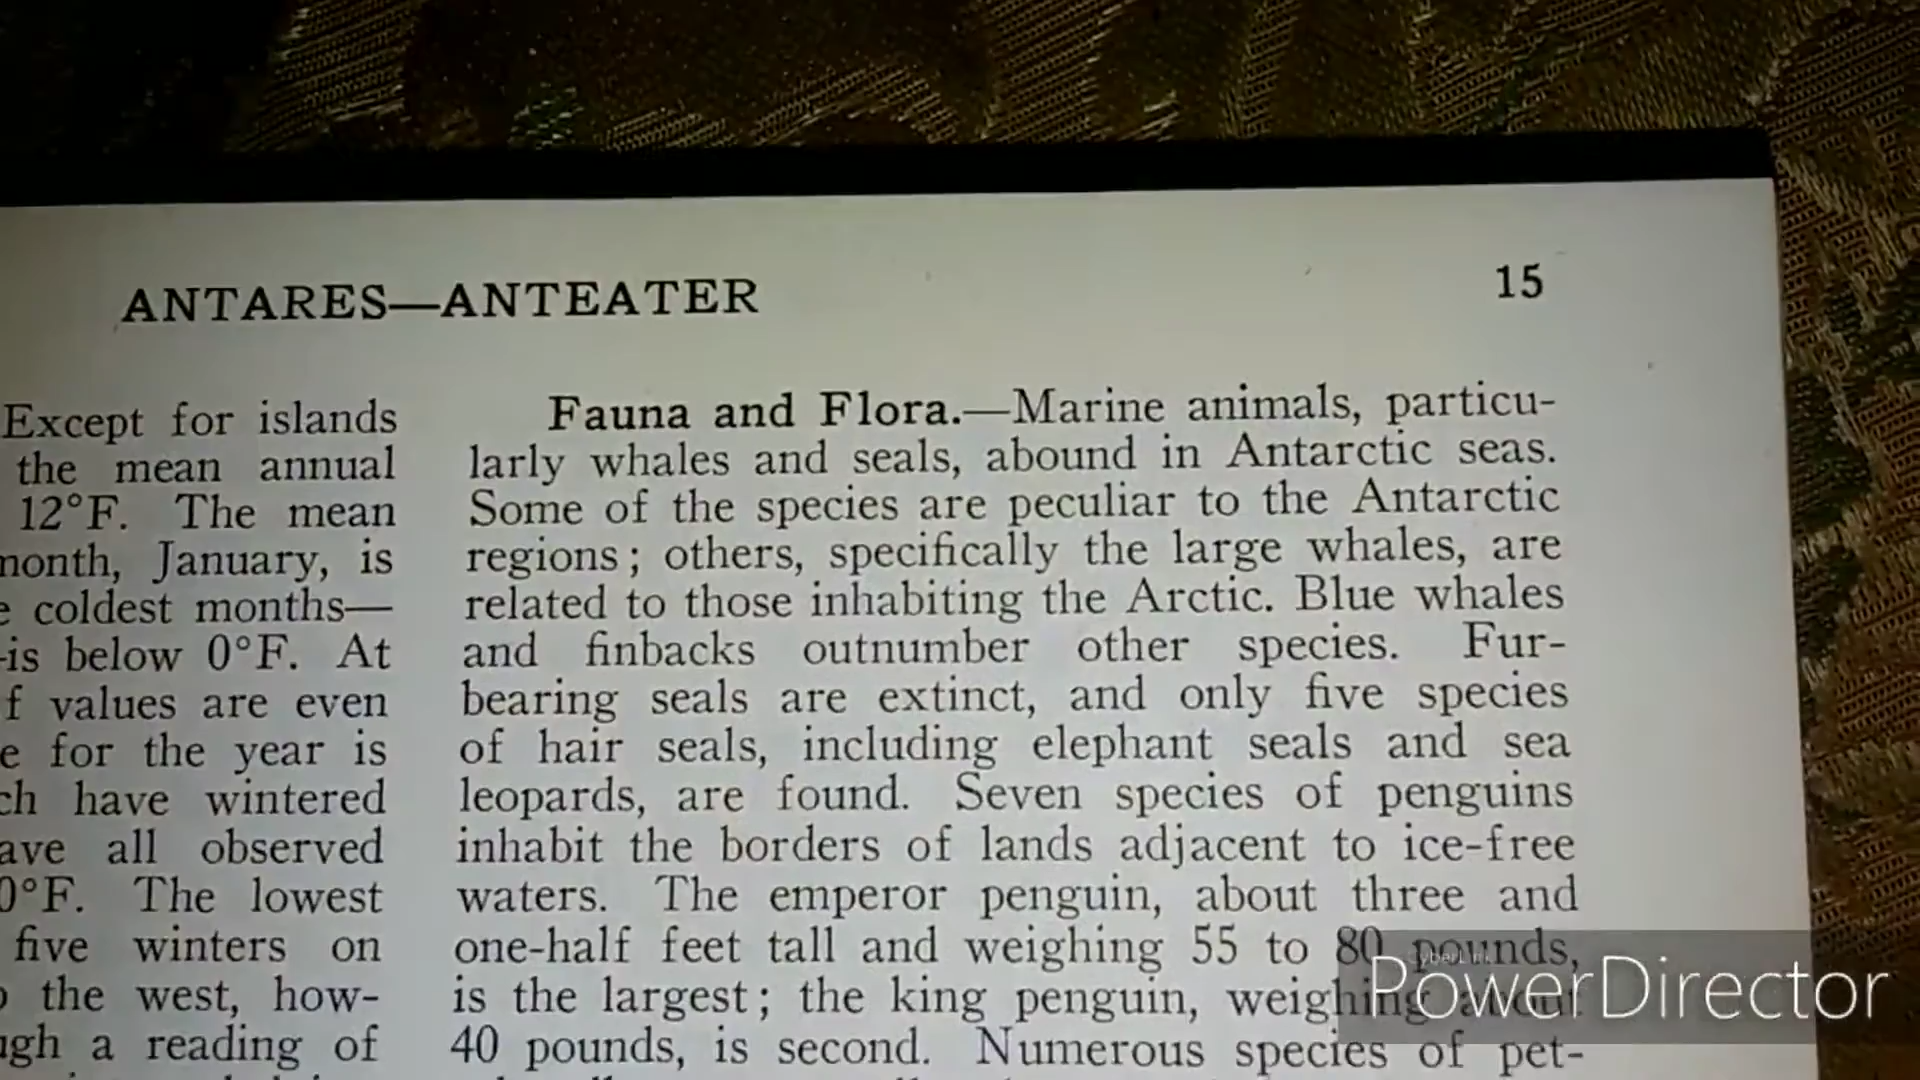 ANTARES—ANTEATER
15
Except for islands
the mean annual
12°F. The mean
month, January, is
coldest months—
is below 0°F. At
values are even
for the year is
have wintered
all observed
0°F. The lowest
five winters on
the west, how-
a reading of
Fauna and Flora.—Marine animals, particu-
larly whales and seals, abound in Antarctic seas.
Some of the species are peculiar to the Antarctic
regions; others, specifically the large whales, are
related to those inhabiting the Arctic. Blue whales
and finbacks outnumber other species. Fur-
bearing seals are extinct, and only five species
of hair seals, including elephant seals and sea
leopards, are found. Seven species of penguins
inhabit the borders of lands adjacent to ice-free
waters. The emperor penguin, about three and
one-half feet tall and weighing 55 to 80 pounds,
is the largest; the king penguin, weighing about
40 pounds, is second. Numerous species of pet-
CyberLink
PowerDirector